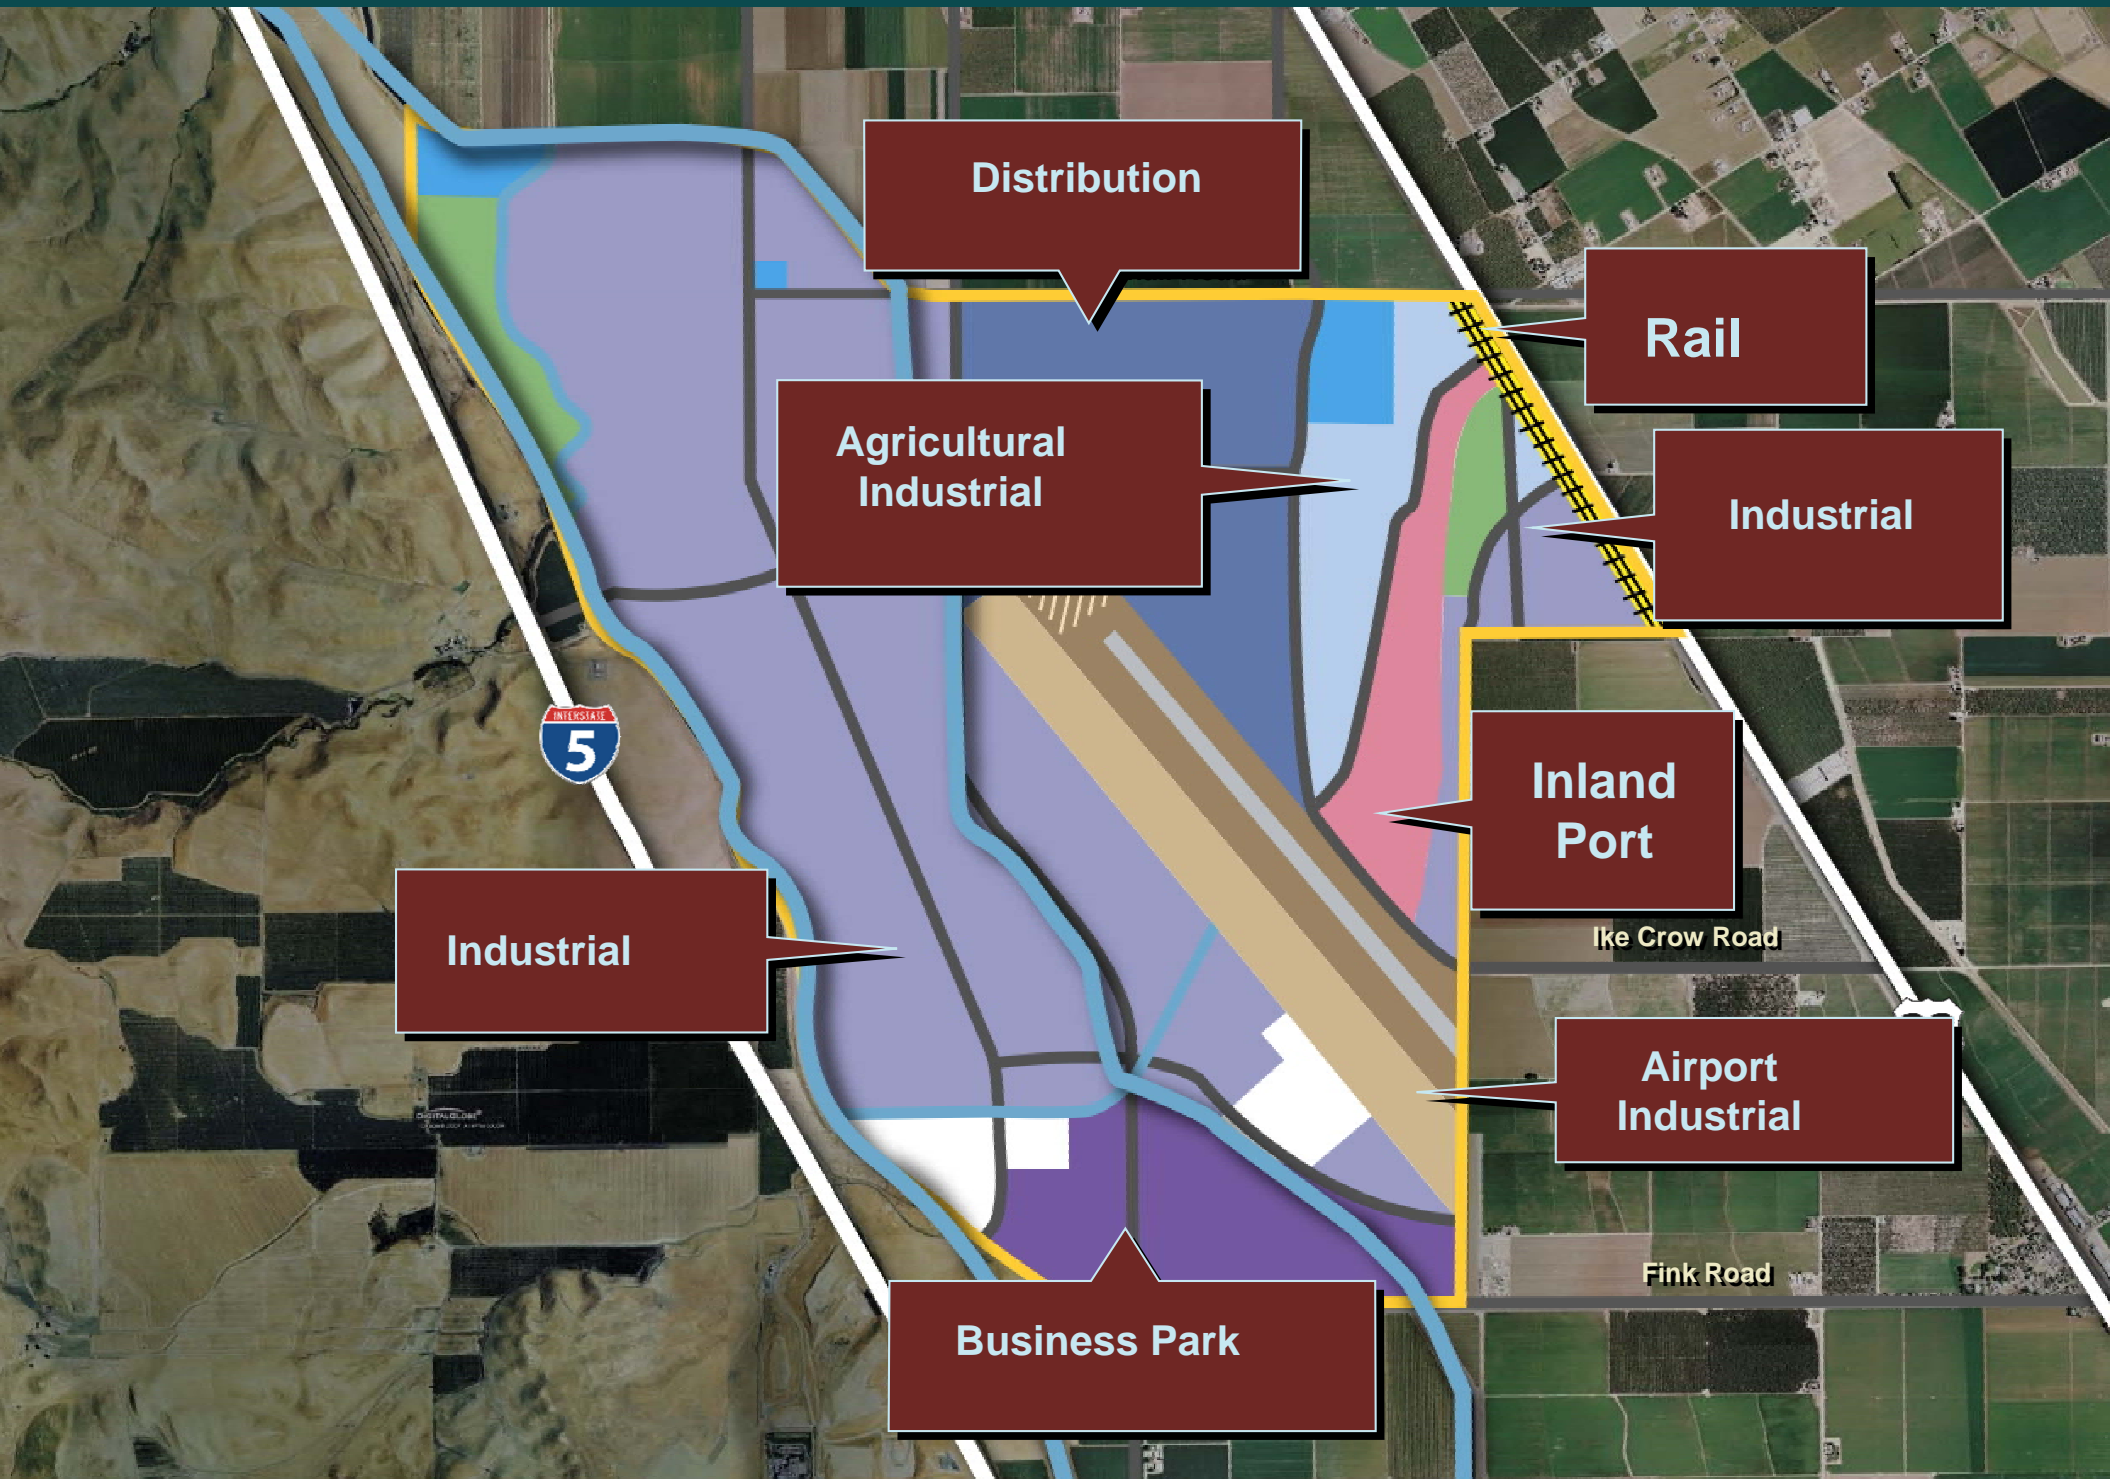 Distribution
Rail
Agricultural
Industrial
Industrial
INTERSTATE
5
Inland
Port
Industrial
Ike Crow Road
Airport
Industrial
DIGITALGLOBE
Fink Road
Business Park